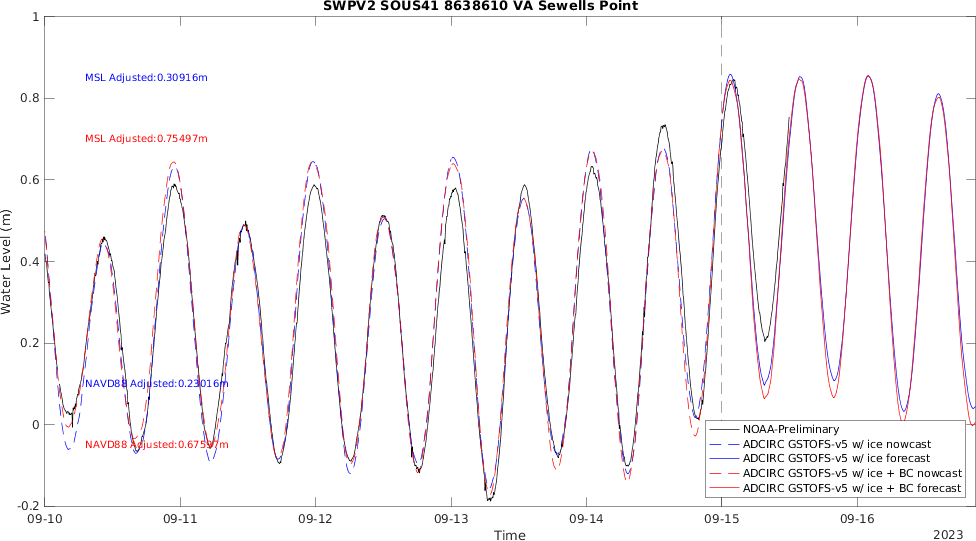 SWPV2 SOUS41 8638610 VA Sewells Point
1
0.8
0.6
0.4
0.2
0
-0.2
Water Level (m)
MSL Adjusted:0.30916m
MSL Adjusted:0.75497m
NAVD88 Adjusted:0.23016m
NAVD88 Adjusted:0.67597m
NOAA-Preliminary
ADCIRC GSTOFS-v5 w/ ice nowcast
ADCIRC GSTOFS-v5 w/ ice forecast
ADCIRC GSTOFS-v5 w/ice + BC nowcast
ADCIRC GSTOFS-v5 w/ ice + BC forecast
09-10 09-11 09-12 09-13 09-14 09-15 09-16
Time
2023